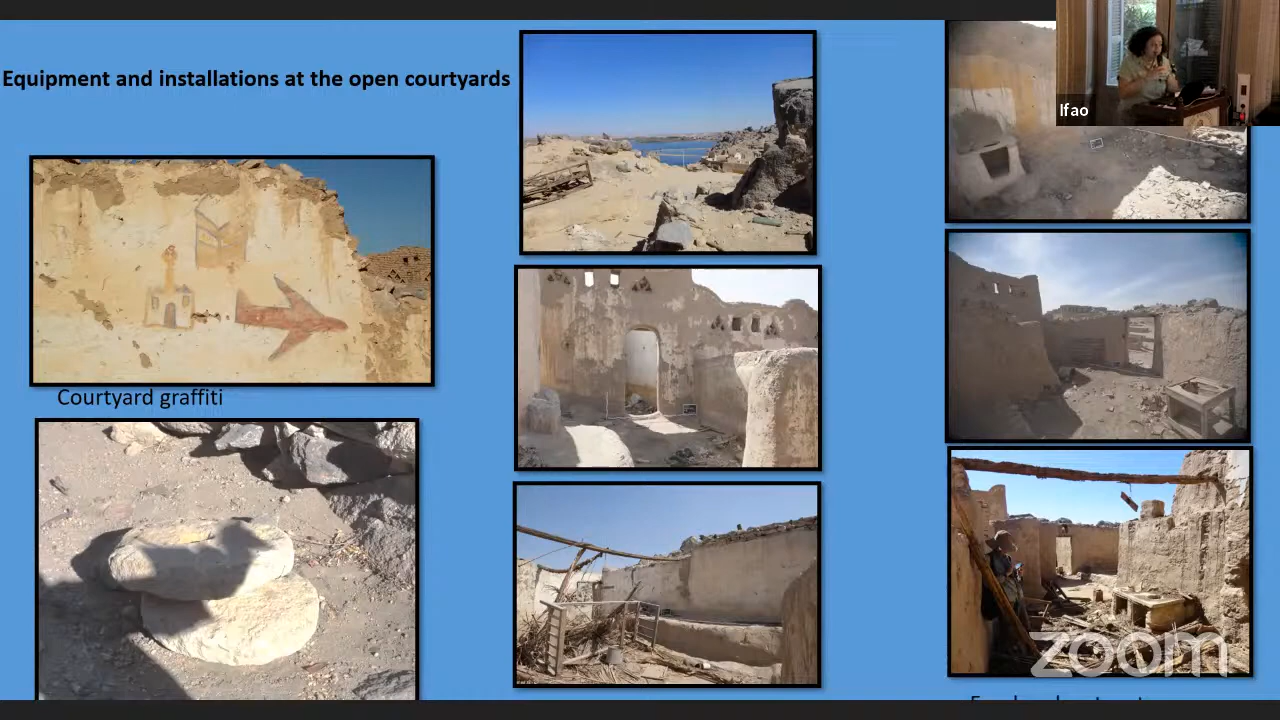 Equipment and installations at the open courtyards
Ifao
Courtyard graffiti
zoom